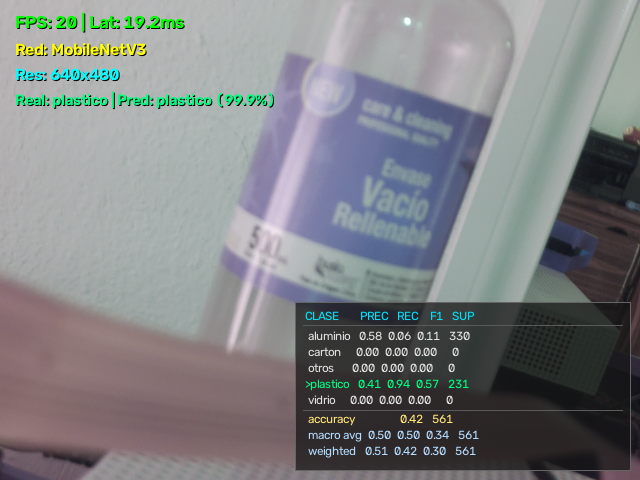 FPS: 20 | Lat: 19.2ms
Red: MobileNetV3
Res: 640x480
Real: plastico | Pred: plastico (99.9%)
NEW
care & cleaning
PROFESSIONAL QUALITY
Envase
Vacío
Rellenable
CLASE PREC REC F1 SUP
aluminio 0.58 0.06 0.11 330
carton 0.00 0.00 0.00 0
otros 0.00 0.00 0.00 0
>plastico 0.41 0.94 0.57 231
vidrio 0.00 0.00 0.00 0
accuracy 0.42 561
macro avg 0.50 0.50 0.34 561
weighted 0.51 0.42 0.30 561